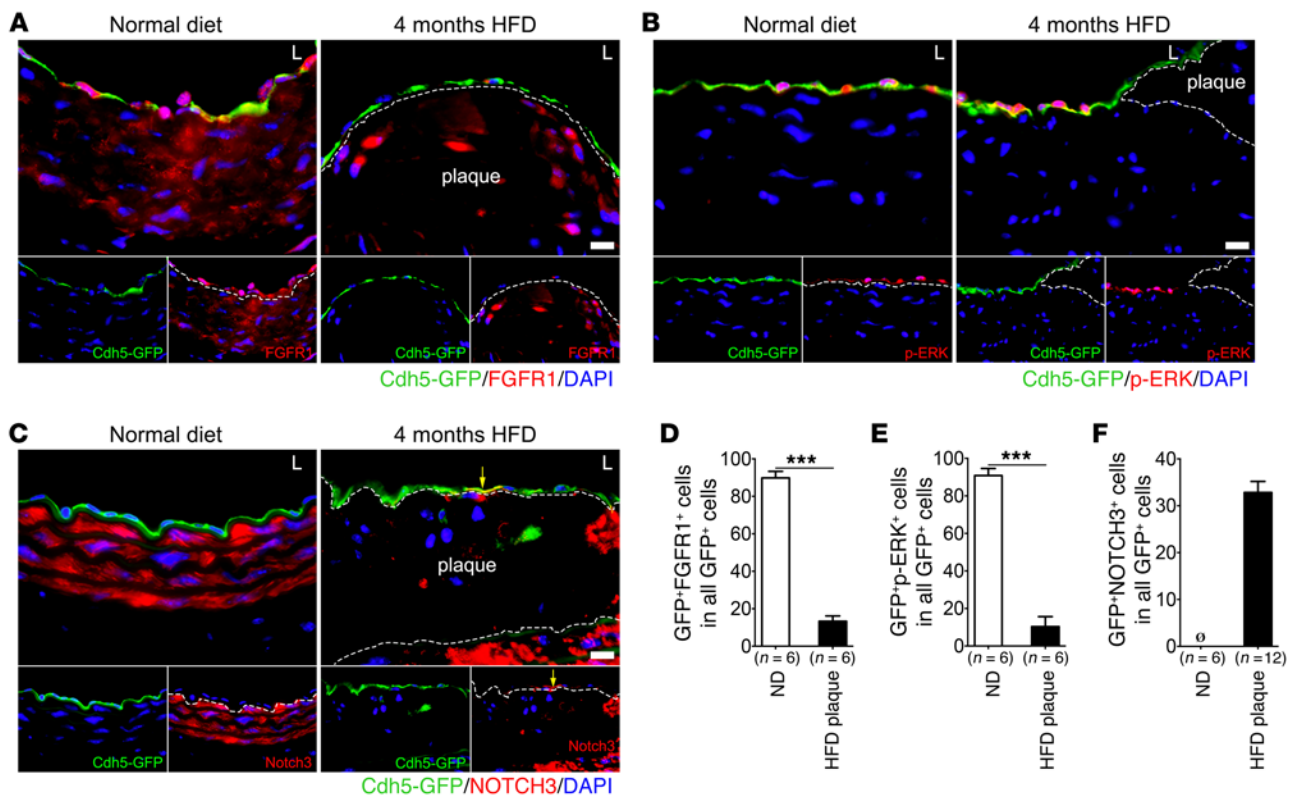 A
Normal diet
4 months HFD
L
L
plaque
Cdh5-GFP
FGFR1
Cdh5-GFP
FGFR1
Cdh5-GFP/FGFR1/DAPI
B
Normal diet
4 months HFD
L
L
plaque
Cdh5-GFP
p-ERK
Cdh5-GFP
p-ERK
Cdh5-GFP/p-ERK/DAPI
C
Normal diet
4 months HFD
L
L
plaque
Cdh5-GFP
Notch3
Cdh5-GFP
Notch3
Cdh5-GFP/NOTCH3/DAPI
D
GFP⁺FGFR1⁺ cells
in all GFP⁺ cells
100
80
60
40
20
0
***
(n = 6)
(n = 6)
ND
HFD plaque
E
GFP⁺p-ERK⁺ cells
in all GFP⁺ cells
100
80
60
40
20
0
***
(n = 6)
(n = 6)
ND
HFD plaque
F
GFP⁺NOTCH3⁺ cells
in all GFP⁺ cells
40
30
20
10
0
ø
(n = 6)
(n =12)
ND
HFD plaque